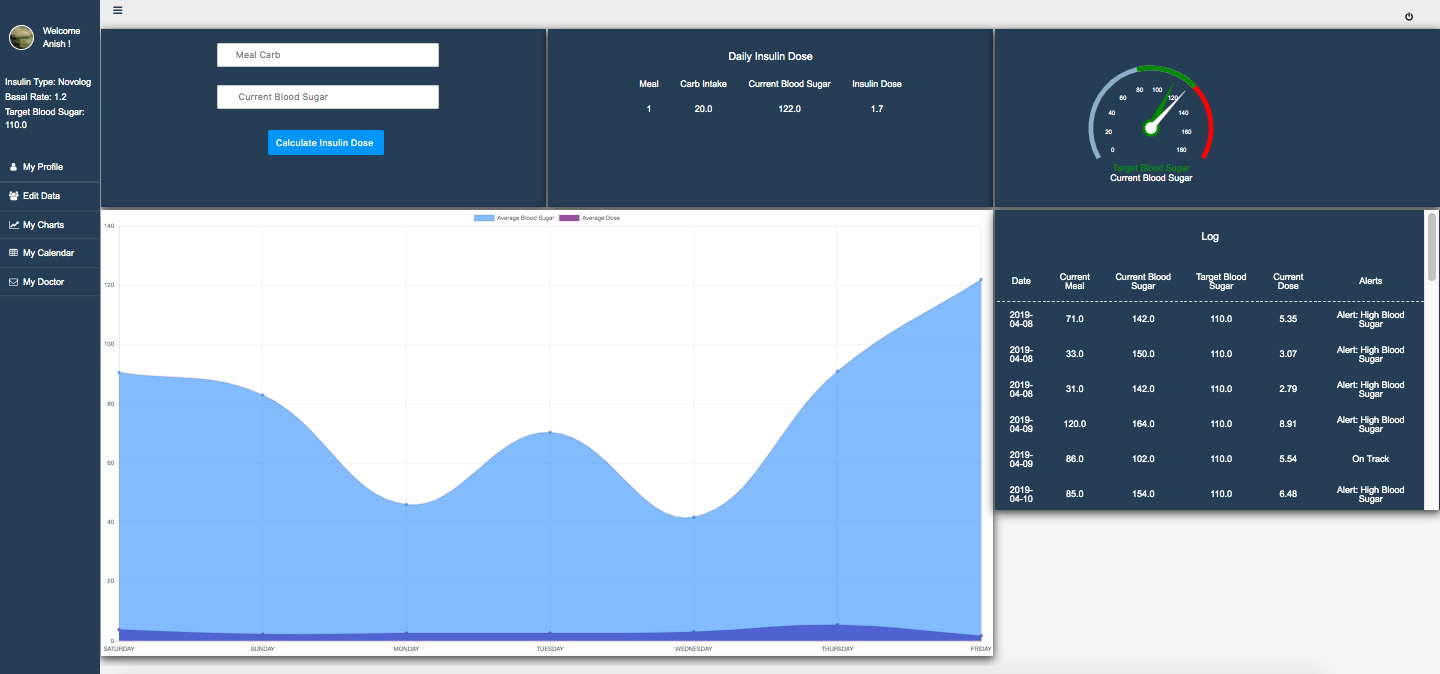 Welcome
Anish !
Insulin Type: Novolog
Basal Rate: 1.2
Target Blood Sugar:
110.0
My Profile
Edit Data
My Charts
My Calendar
My Doctor
Meal Carb
Current Blood Sugar
Calculate Insulin Dose
Daily Insulin Dose
Meal Carb Intake Current Blood Sugar Insulin Dose
1 20.0 122.0 1.7
0 20 40 60 80 100 120 140 160 180
Target Blood Sugar
Current Blood Sugar
Average Blood Sugar Average Dose
140
120
100
80
60
40
20
0
SATURDAY SUNDAY MONDAY TUESDAY WEDNESDAY THURSDAY FRIDAY
Log
Date Current Meal Current Blood Sugar Target Blood Sugar Current Dose Alerts
2019-04-08 71.0 142.0 110.0 5.35 Alert: High Blood Sugar
2019-04-08 33.0 150.0 110.0 3.07 Alert: High Blood Sugar
2019-04-08 31.0 142.0 110.0 2.79 Alert: High Blood Sugar
2019-04-09 120.0 164.0 110.0 8.91 Alert: High Blood Sugar
2019-04-09 86.0 102.0 110.0 5.54 On Track
2019-04-10 85.0 154.0 110.0 6.48 Alert: High Blood Sugar